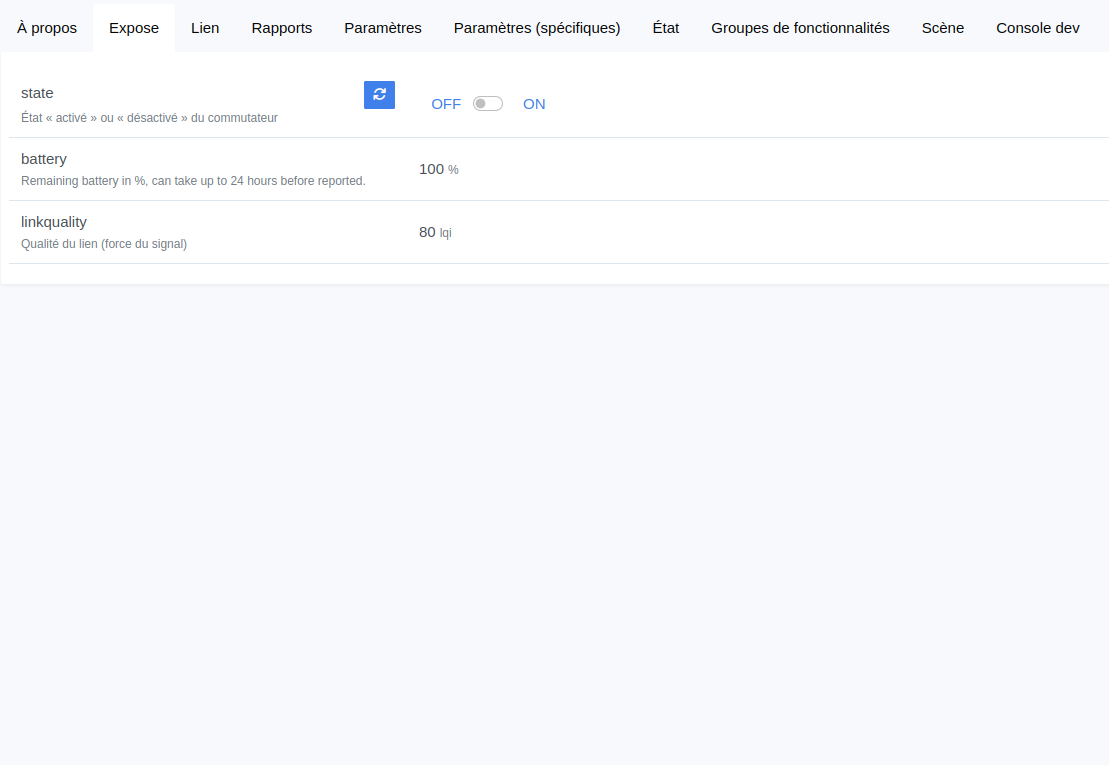 À propos Expose Lien Rapports Paramètres Paramètres (spécifiques) État Groupes de fonctionnalités Scène Console dev
state
État « activé » ou « désactivé » du commutateur
OFF ON
battery
Remaining battery in %, can take up to 24 hours before reported.
100 %
linkquality
Qualité du lien (force du signal)
80 lqi